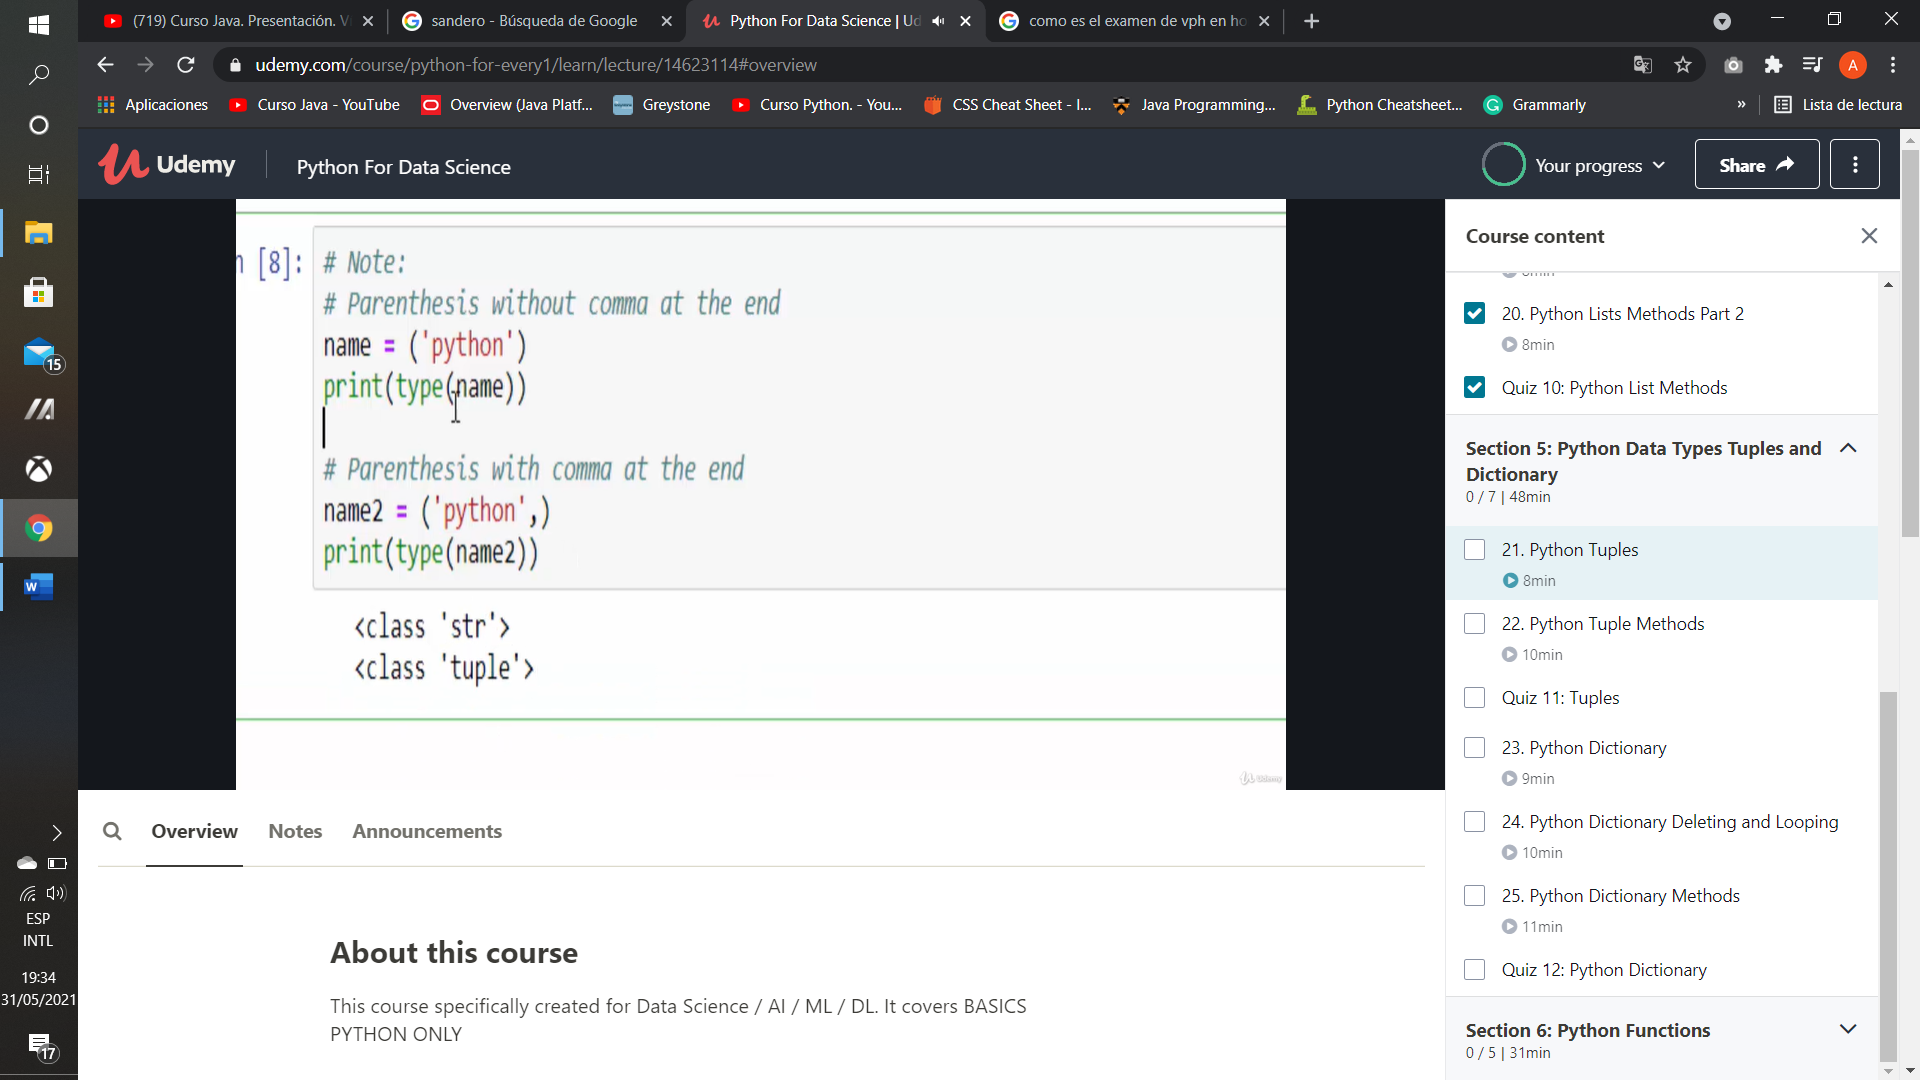 (719) Curso Java. Presentación. V
sandero - Búsqueda de Google
Python For Data Science | Ud
como es el examen de vph en ho
udemy.com/course/python-for-every1/learn/lecture/14623114#overview
A
Aplicaciones
Curso Java - YouTube
Overview (Java Platf...
Greystone
Curso Python. - You...
CSS Cheat Sheet - I...
Java Programming...
Python Cheatsheet...
Grammarly
»
Lista de lectura
Udemy
Python For Data Science
Your progress
Share
[8]:
# Note:
# Parenthesis without comma at the end
name = ('python')
print(type(name))
# Parenthesis with comma at the end
name2 = ('python',)
print(type(name2))
<class 'str'>
<class 'tuple'>
Udemy
Overview
Notes
Announcements
About this course
This course specifically created for Data Science / AI / ML / DL. It covers BASICS
PYTHON ONLY
Course content
20. Python Lists Methods Part 2
8min
Quiz 10: Python List Methods
Section 5: Python Data Types Tuples and
Dictionary
0 / 7 | 48min
21. Python Tuples
8min
22. Python Tuple Methods
10min
Quiz 11: Tuples
23. Python Dictionary
9min
24. Python Dictionary Deleting and Looping
10min
25. Python Dictionary Methods
11min
Quiz 12: Python Dictionary
Section 6: Python Functions
0 / 5 | 31min
15
W
ESP
INTL
19:34
31/05/2021
17